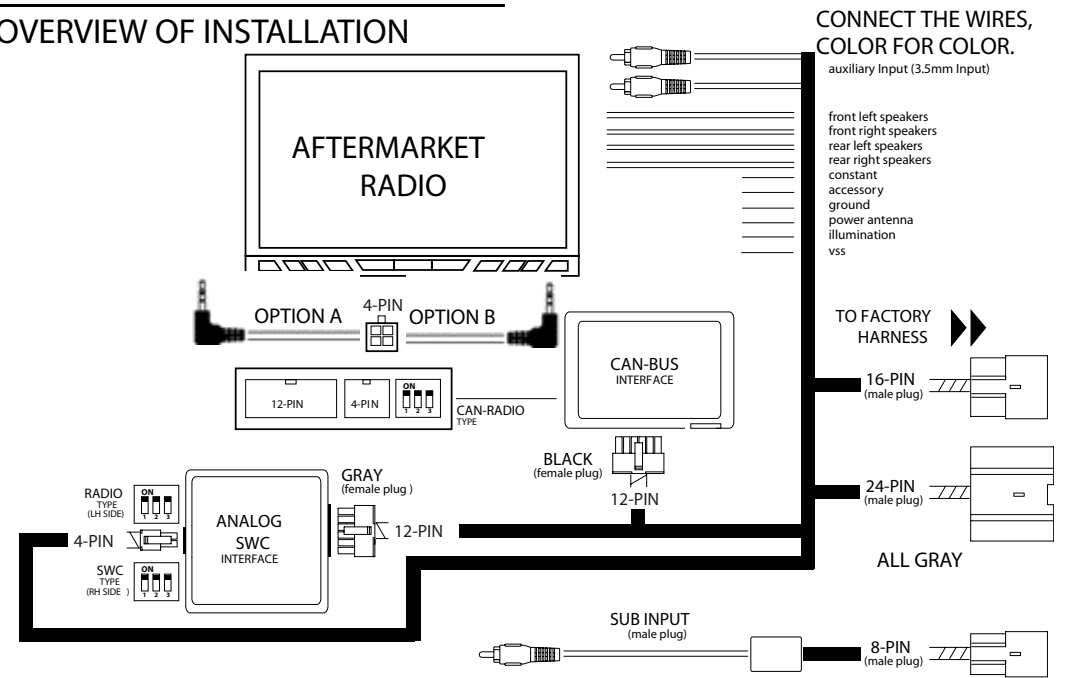 OVERVIEW OF INSTALLATION
CONNECT THE WIRES,
COLOR FOR COLOR.
auxiliary Input (3.5mm Input)
front left speakers
front right speakers
rear left speakers
rear right speakers
constant
accessory
ground
power antenna
illumination
vss
AFTERMARKET
RADIO
OPTION A
4-PIN
OPTION B
TO FACTORY
HARNESS
CAN-BUS
INTERFACE
16-PIN
(male plug)
12-PIN
4-PIN
ON
1 2 3
CAN-RADIO
TYPE
BLACK
(female plug)
12-PIN
GRAY
(female plug )
12-PIN
RADIO
TYPE
(LH SIDE)
ON
1 2 3
4-PIN
SWC
TYPE
(RH SIDE )
ON
1 2 3
ANALOG
SWC
INTERFACE
24-PIN
(male plug)
ALL GRAY
SUB INPUT
(male plug)
8-PIN
(male plug)